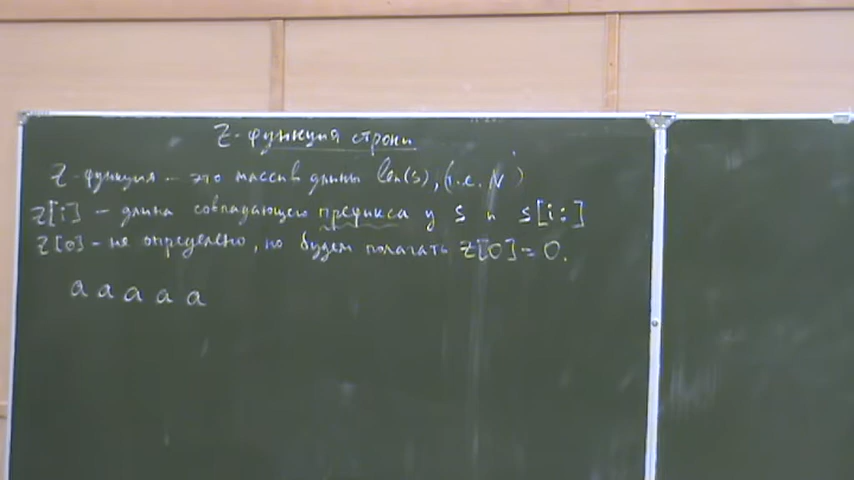 Z-функция строки
Z-функция – это массив длины len(s), (т.е. N)
z[i] – длина совпадающего префикса у s и s[i:]
z[0] – не определено, но будем полагать z[0]=0.
a a a a a